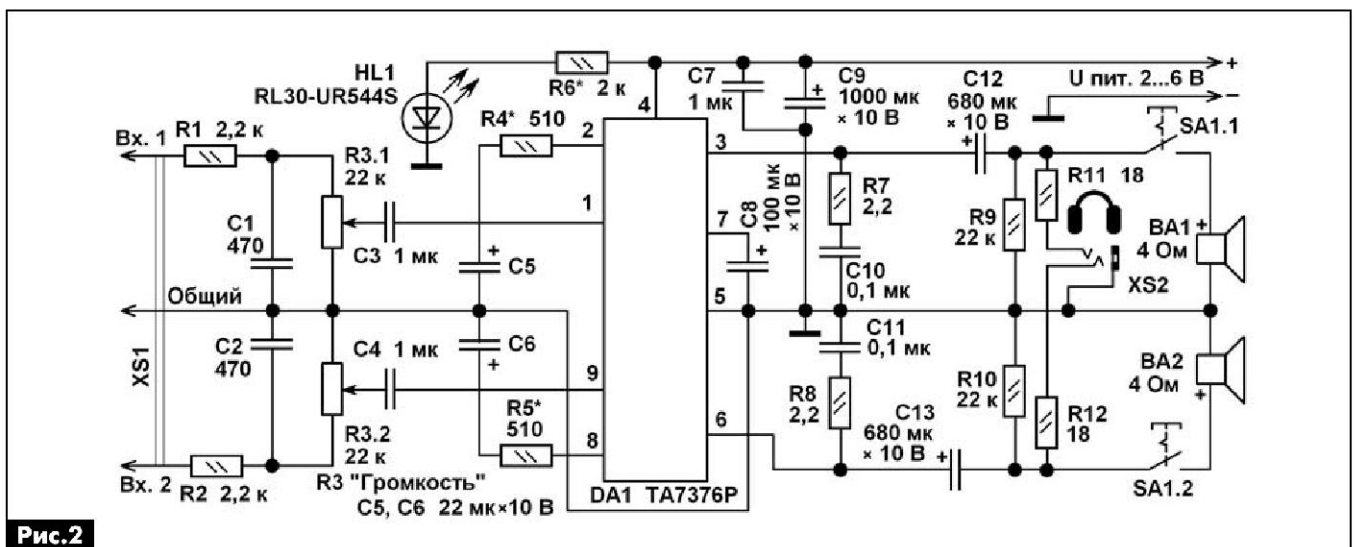 HL1
RL30-UR544S
R6* 2 к
C7
1 мк
C9
1000 мк
× 10 В
C12
680 мк
× 10 В
U пит. 2...6 В
+
–
SA1.1
Вх. 1
R1 2,2 к
R4* 510
R3.1
22 к
C1
470
C3 1 мк
C5
2
1
4
3
7
C8
100 мк
× 10 В
R7
2,2
C10
0,1 мк
R9
22 к
R11 18
XS2
BA1
4 Ом
+
Общий
XS1
C2
470
C4 1 мк
C6
+
+
9
8
5
6
C11
0,1 мк
R8
2,2
C13
680 мк
× 10 В
+
R10
22 к
R12
18
BA2
4 Ом
+
SA1.2
Вх. 2
R2 2,2 к
R3.2
22 к
R5*
510
R3 "Громкость"
C5, C6 22 мк×10 В
DA1 TA7376P
+
+
+
Рис.2